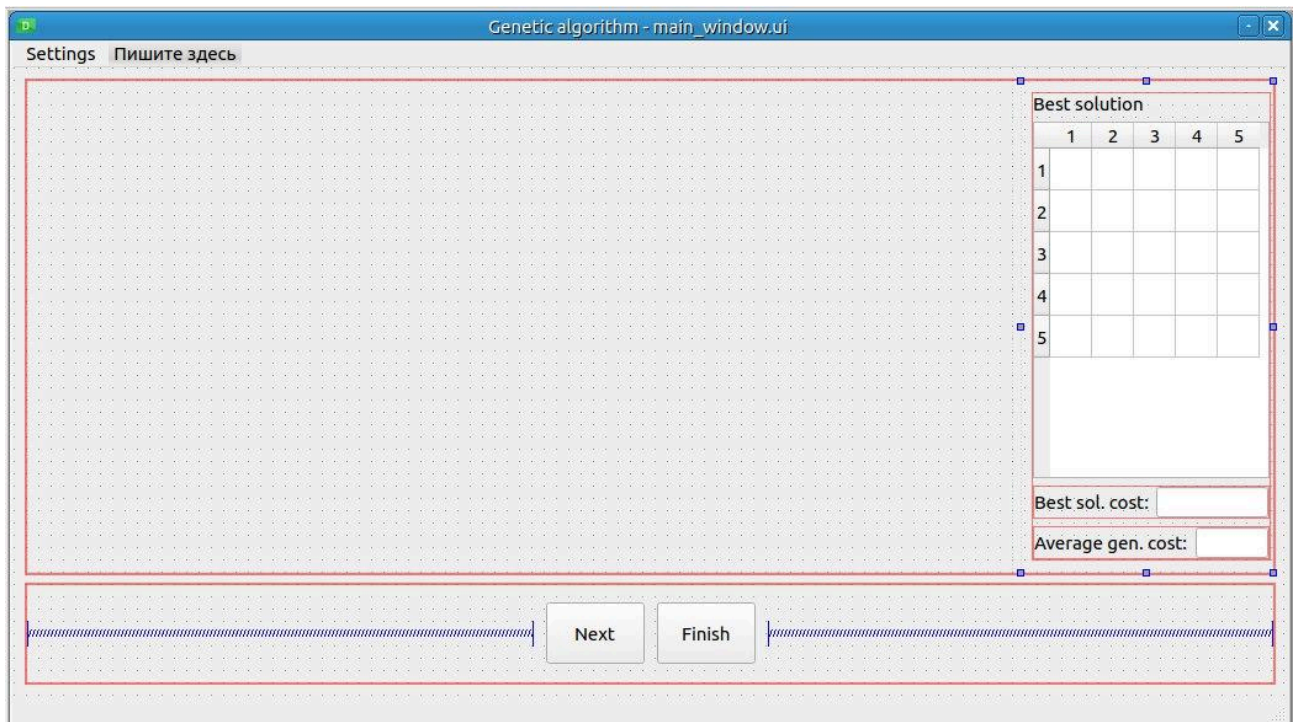 Genetic algorithm - main_window.ui
Settings Пишите здесь
Best solution
1 2 3 4 5
1
2
3
4
5
Best sol. cost:
Average gen. cost:
Next Finish